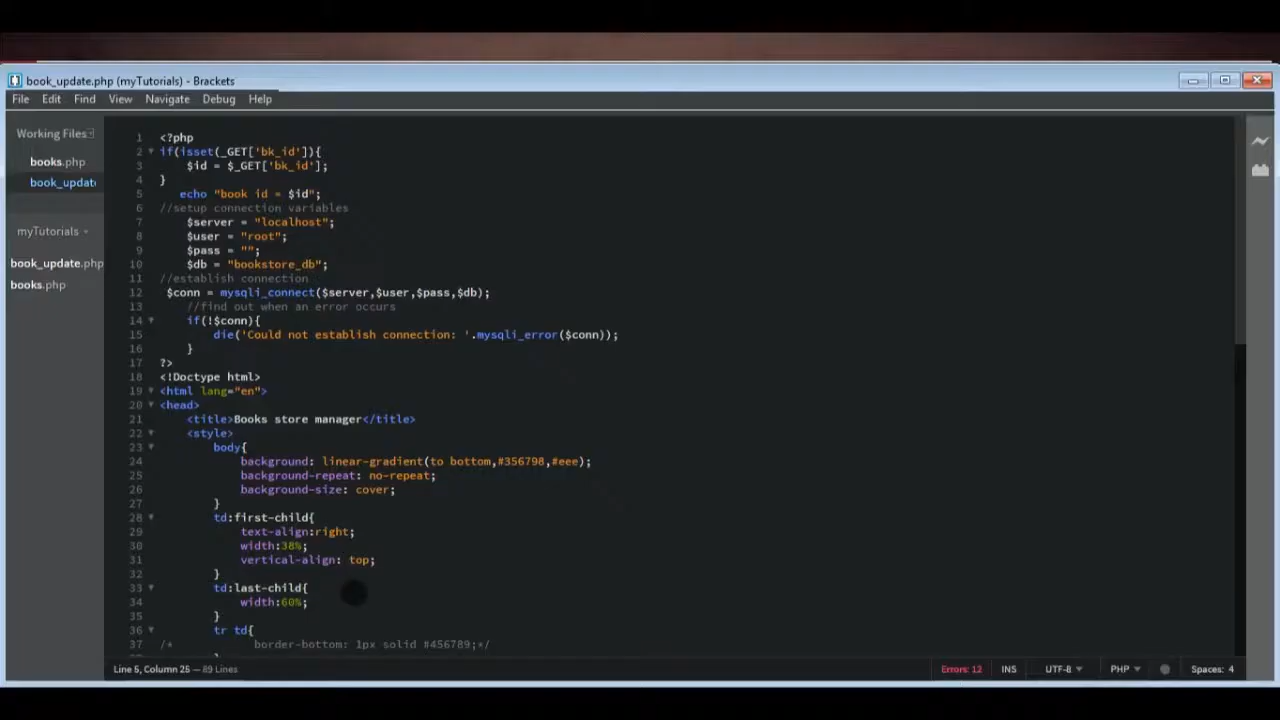 book_update.php (myTutorials) - Brackets
File Edit Find View Navigate Debug Help
Working Files
books.php
book_updat
myTutorials
book_update.php
books.php
1 <?php
2 if(isset(_GET['bk_id']){
3 $id = $_GET['bk_id'];
4 }
5 echo "book id = $id";
6 //setup connection variables
7 $server = "localhost";
8 $user = "root";
9 $pass = "";
10 $db = "bookstore_db";
11 //establish connection
12 $conn = mysqli_connect($server,$user,$pass,$db);
13 //find out when an error occurs
14 if(!$conn){
15 die('Could not establish connection: '.mysqli_error($conn));
16 }
17 ?>
18 <!Doctype html>
19 <html lang="en">
20 <head>
21 <title>Books store manager</title>
22 <style>
23 body{
24 background: linear-gradient(to bottom,#356798,#eee);
25 background-repeat: no-repeat;
26 background-size: cover;
27 }
28 td:first-child{
29 text-align:right;
30 width:38%;
31 vertical-align: top;
32 }
33 td:last-child{
34 width:60%;
35 }
36 tr td{
37 /* border-bottom: 1px solid #456789;*/
Line 5, Column 25 — 89 Lines
Errors: 12 INS UTF-8 PHP Spaces: 4